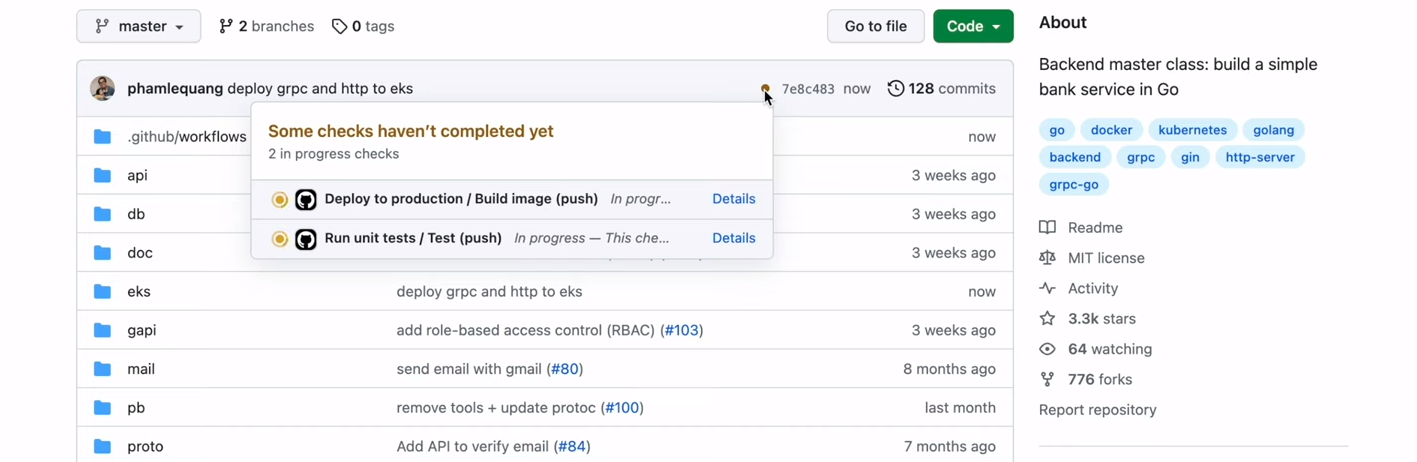 master
2 branches
0 tags
Go to file
Code
phamlequang deploy grpc and http to eks
7e8c483 now
128 commits
Some checks haven’t completed yet
2 in progress checks
Deploy to production / Build image (push) In progr... Details
Run unit tests / Test (push) In progress — This che... Details
.github/workflows now
api 3 weeks ago
db 3 weeks ago
doc 3 weeks ago
eks deploy grpc and http to eks now
gapi add role-based access control (RBAC) (#103) 3 weeks ago
mail send email with gmail (#80) 8 months ago
pb remove tools + update protoc (#100) last month
proto Add API to verify email (#84) 7 months ago
About
Backend master class: build a simple
bank service in Go
go docker kubernetes golang
backend grpc gin http-server
grpc-go
Readme
MIT license
Activity
3.3k stars
64 watching
776 forks
Report repository